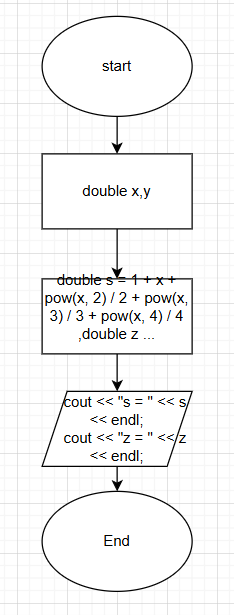 start
double x,y
double s = 1 + x +
pow(x, 2) / 2 + pow(x,
3) / 3 + pow(x, 4) / 4
,double z ...
cout << "s = " << s
<< endl;
cout << "z = " << z
<< endl;
End